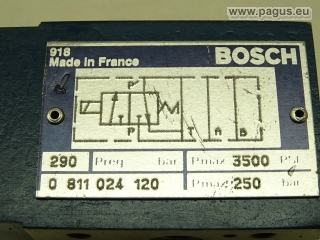 © www.pagus.eu
918
Made in France
BOSCH
P
P T A B
290 Preg bar Pmax 3500 PSI
0 811 024 120 Pmax 250 bar